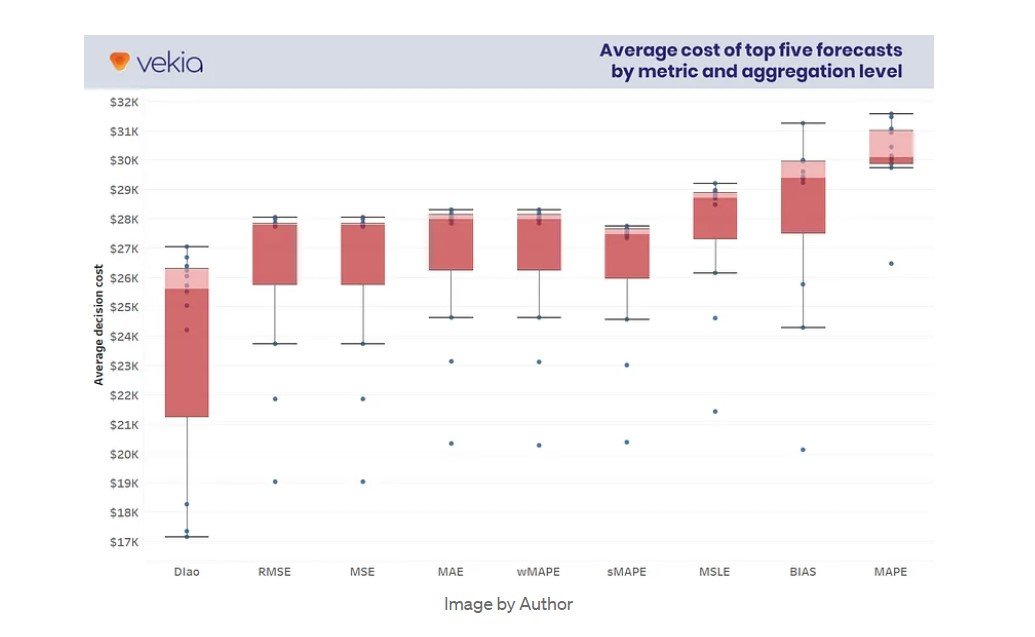 vekia
Average cost of top five forecasts
by metric and aggregation level
Average decision cost
$32K
$31K
$30K
$29K
$28K
$27K
$26K
$25K
$24K
$23K
$22K
$21K
$20K
$19K
$18K
$17K
DIao
RMSE
MSE
MAE
wMAPE
sMAPE
MSLE
BIAS
MAPE
Image by Author